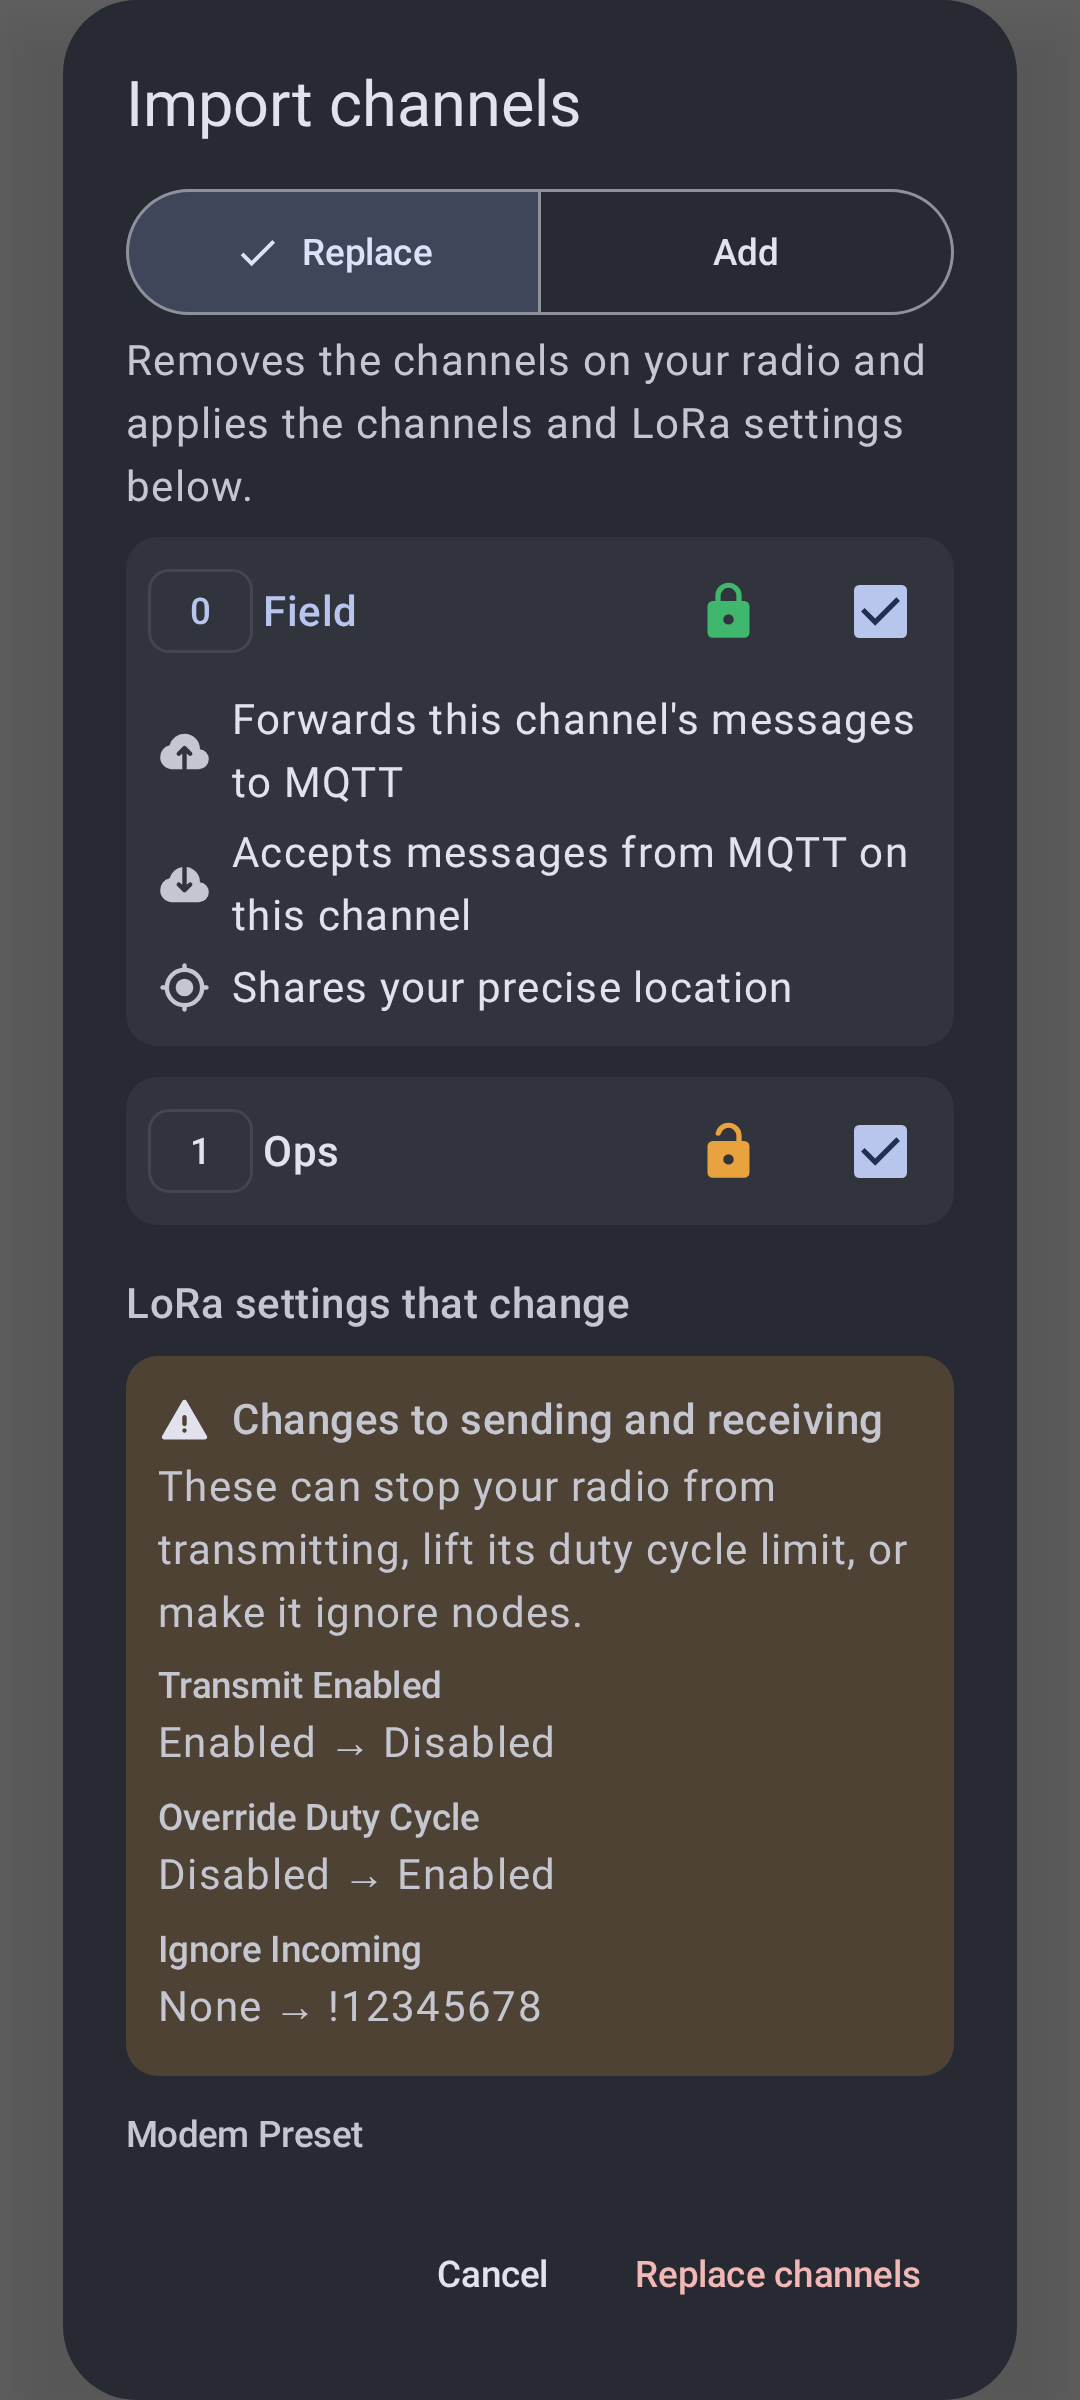 Import channels
Replace
Add
Removes the channels on your radio and
applies the channels and LoRa settings
below.
0 Field
Forwards this channel's messages
to MQTT
Accepts messages from MQTT on
this channel
Shares your precise location
1 Ops
LoRa settings that change
Changes to sending and receiving
These can stop your radio from
transmitting, lift its duty cycle limit, or
make it ignore nodes.
Transmit Enabled
Enabled → Disabled
Override Duty Cycle
Disabled → Enabled
Ignore Incoming
None → !12345678
Modem Preset
Cancel
Replace channels